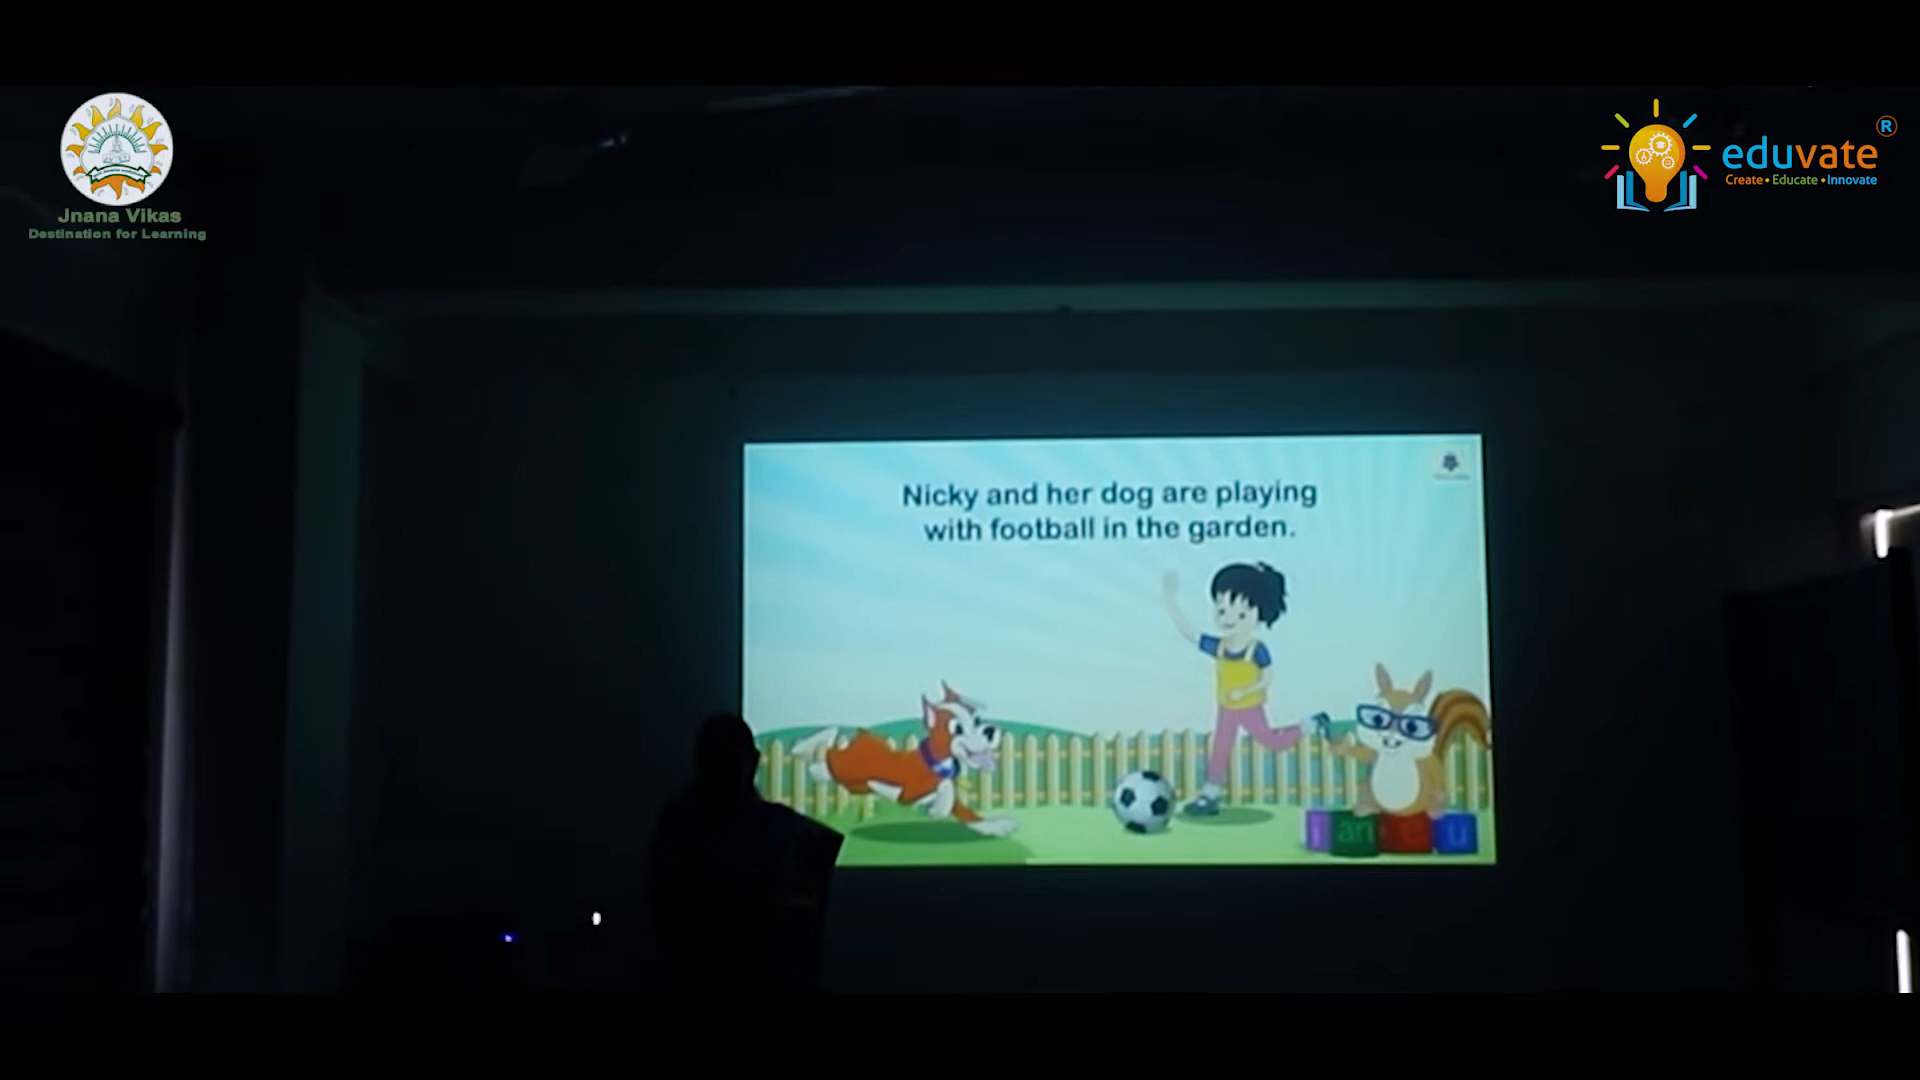 Jnana Vikas
Destination for Learning
eduvate ®
Create • Educate • Innovate
Nicky and her dog are playing
with football in the garden.
i an u